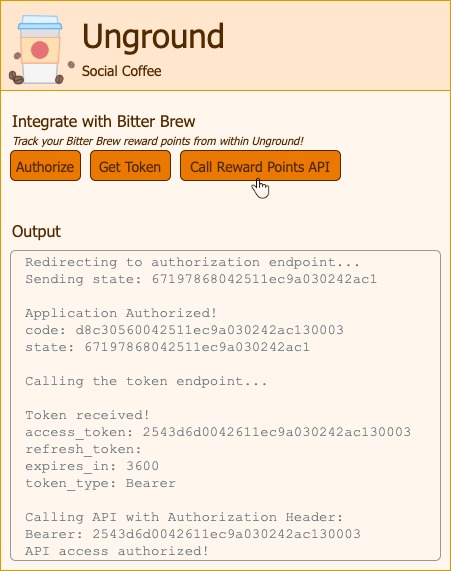 Unground
Social Coffee
Integrate with Bitter Brew
Track your Bitter Brew reward points from within Unground!
Authorize Get Token Call Reward Points API
Output
Redirecting to authorization endpoint...
Sending state: 67197868042511ec9a030242ac1
Application Authorized!
code: d8c30560042511ec9a030242ac130003
state: 67197868042511ec9a030242ac1
Calling the token endpoint...
Token received!
access_token: 2543d6d0042611ec9a030242ac130003
refresh_token:
expires_in: 3600
token_type: Bearer
Calling API with Authorization Header:
Bearer: 2543d6d0042611ec9a030242ac130003
API access authorized!